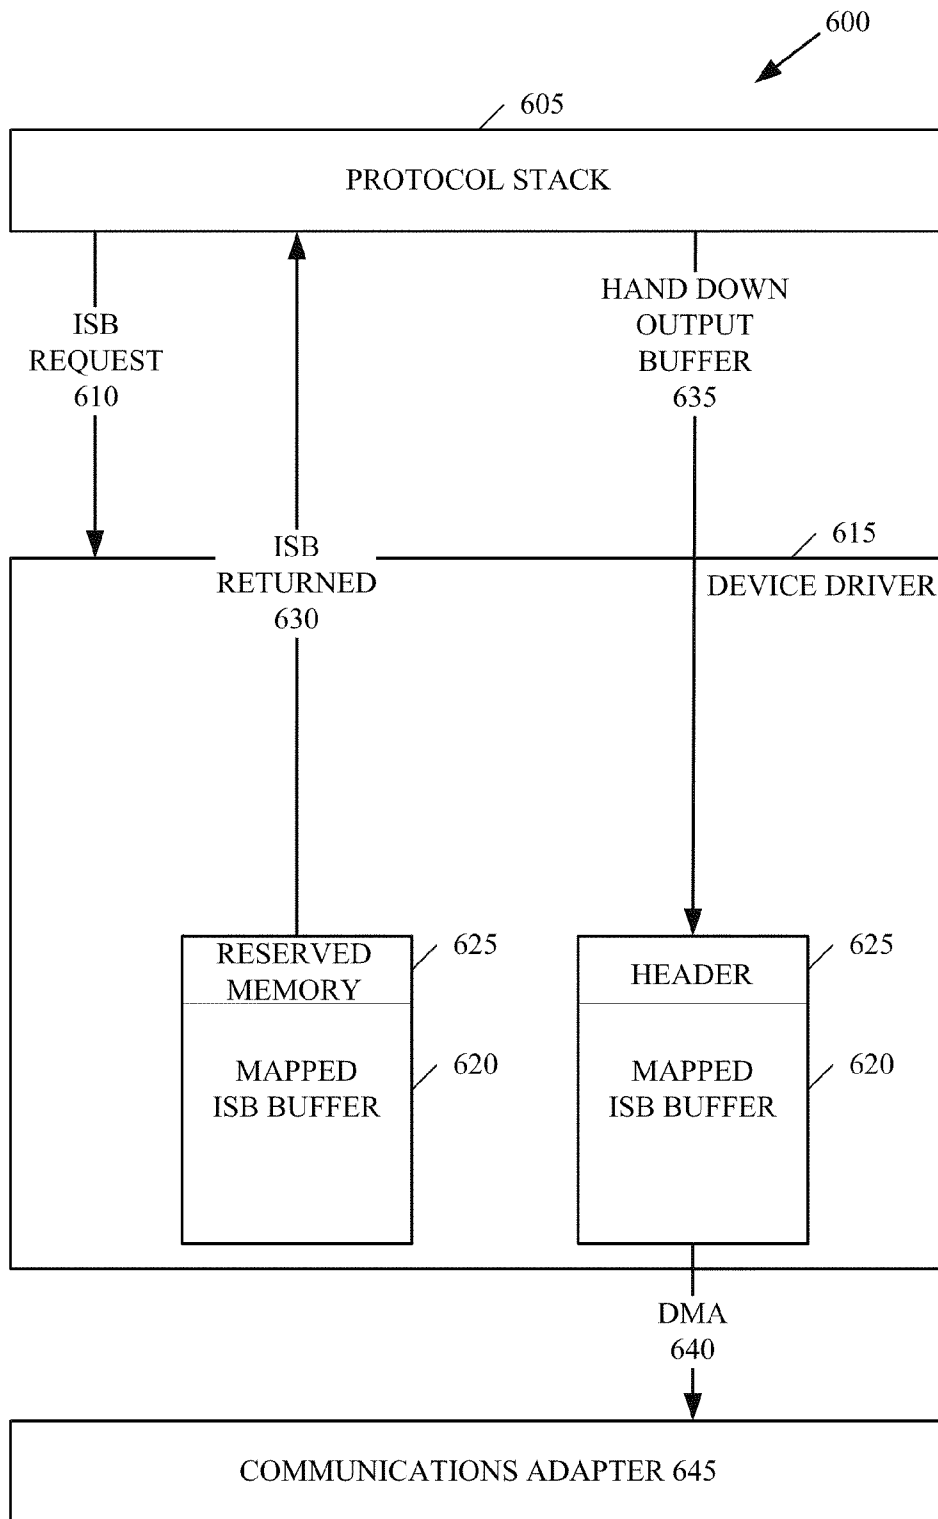 600
605
PROTOCOL STACK
ISB
REQUEST
610
HAND DOWN
OUTPUT
BUFFER
635
ISB
RETURNED
630
615
DEVICE DRIVER
RESERVED
MEMORY
625
MAPPED
ISB BUFFER
620
HEADER
625
MAPPED
ISB BUFFER
620
DMA
640
COMMUNICATIONS ADAPTER 645